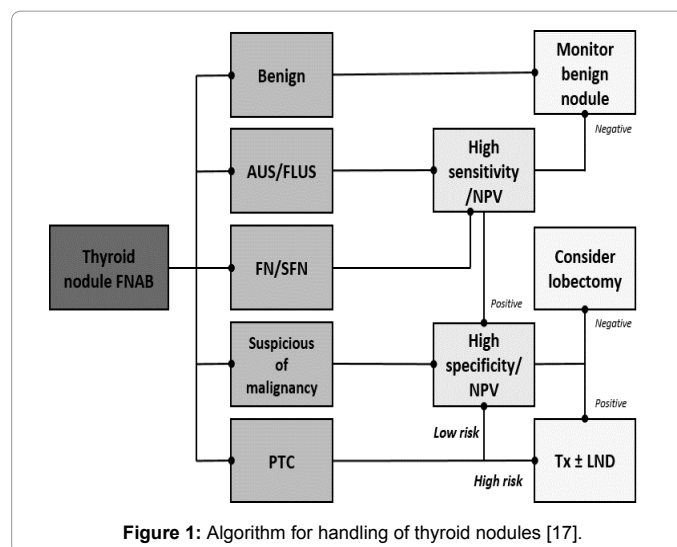 Benign
Monitor
benign
nodule
Negative
AUS/FLUS
High
sensitivity
/NPV
Thyroid
nodule FNAB
FN/SFN
Consider
lobectomy
Positive
Negative
Suspicious
of
malignancy
High
specificity/
NPV
Positive
Low risk
PTC
High risk
Tx ± LND
Figure 1: Algorithm for handling of thyroid nodules [17].